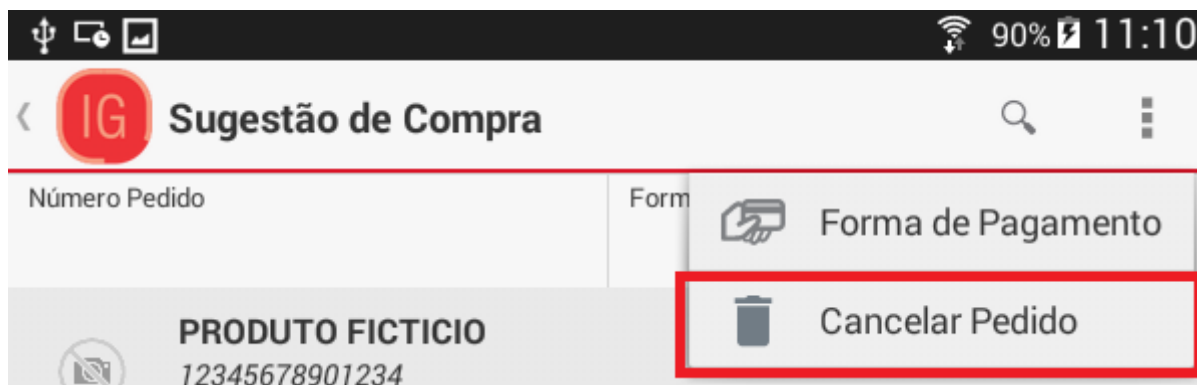 90% 11:10
IG Sugestão de Compra
Número Pedido
Form
Forma de Pagamento
Cancelar Pedido
PRODUTO FICTICIO
12345678901234